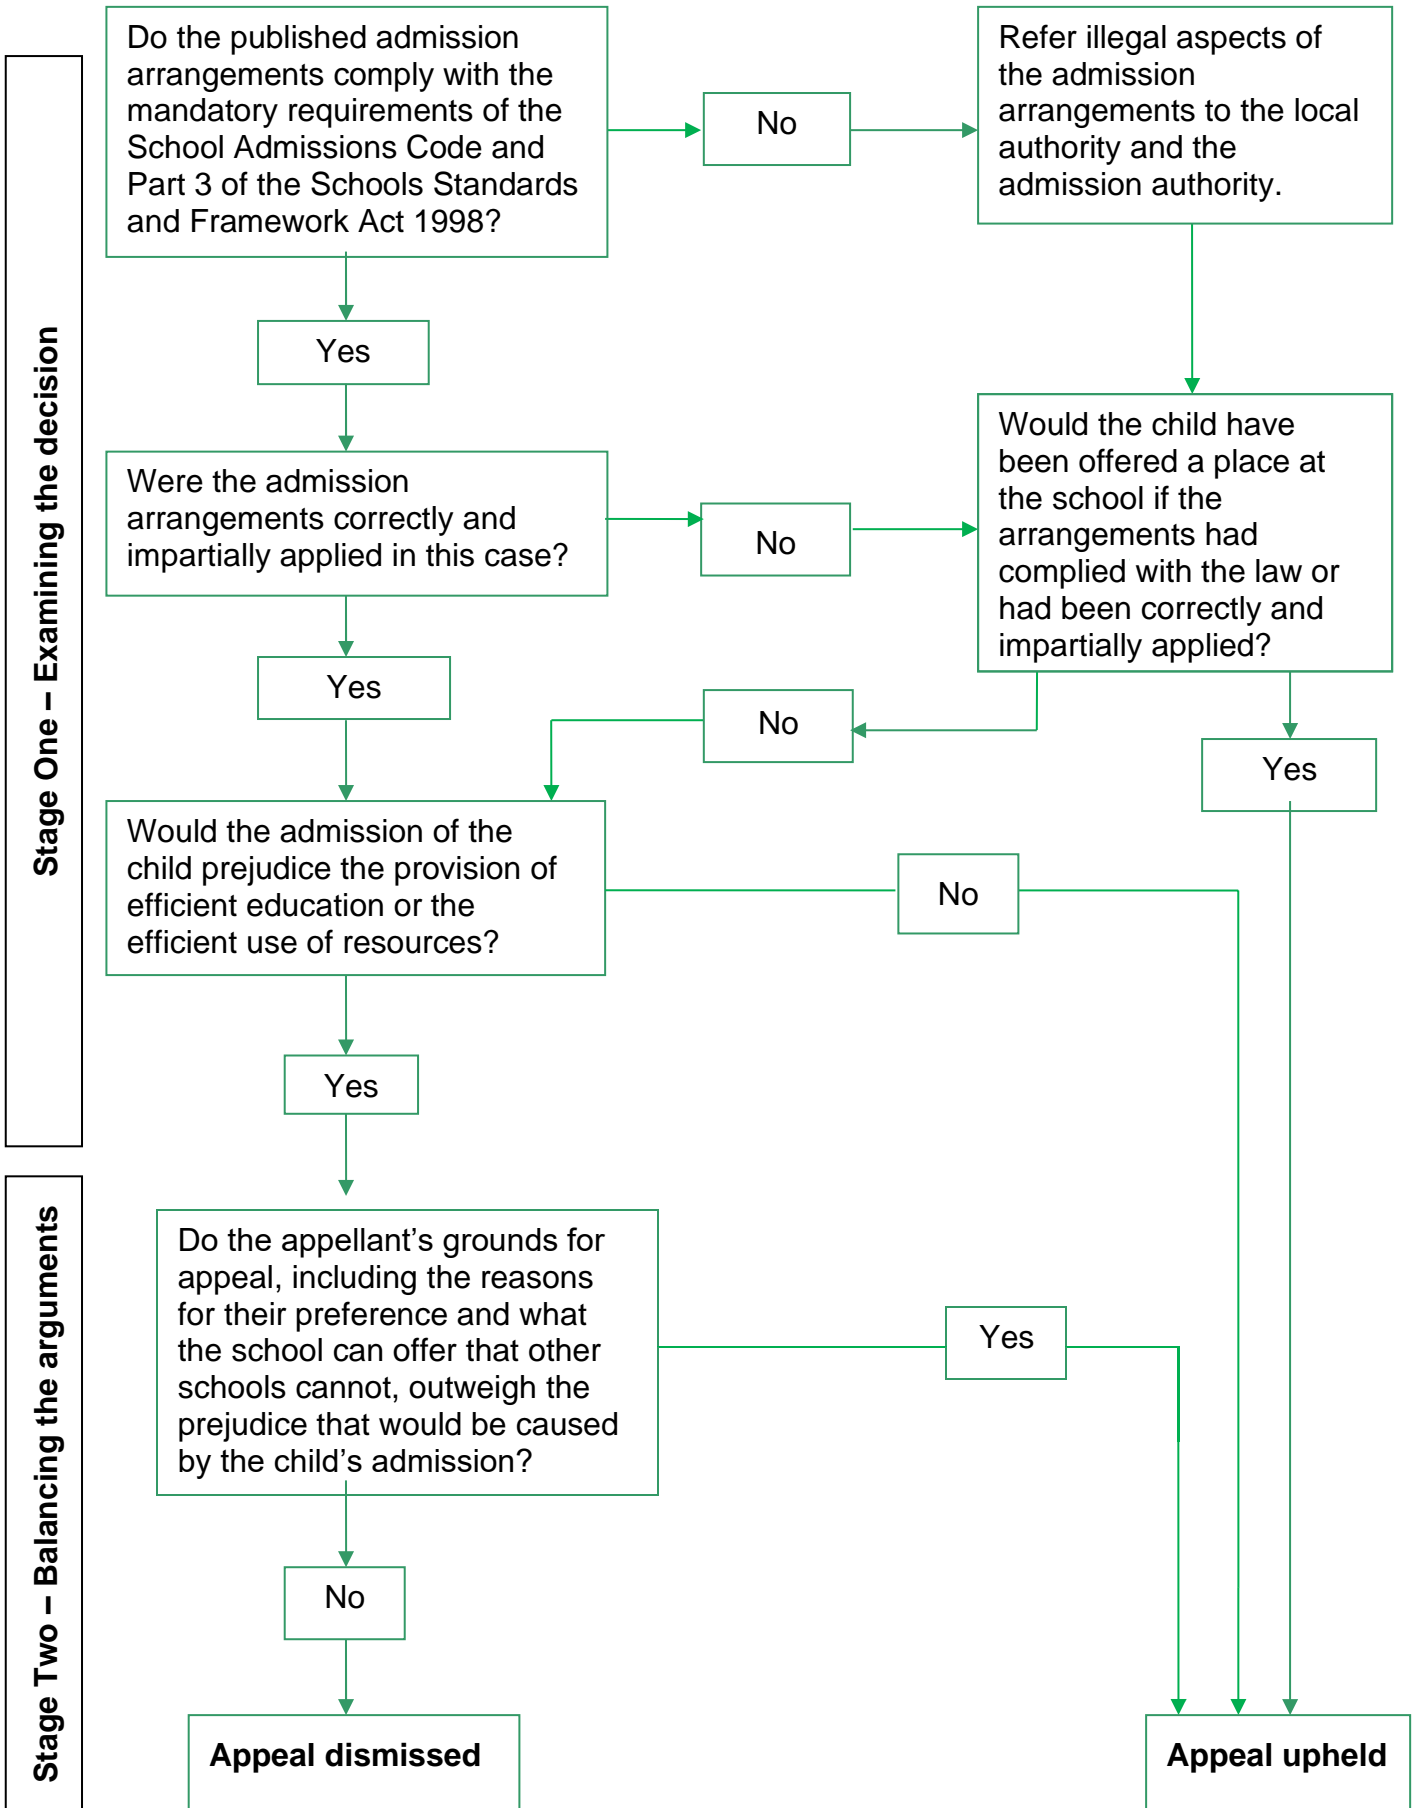 Stage One – Examining the decision
Do the published admission
arrangements comply with the
mandatory requirements of the
School Admissions Code and
Part 3 of the Schools Standards
and Framework Act 1998?
No
Refer illegal aspects of
the admission
arrangements to the local
authority and the
admission authority.
Yes
Were the admission
arrangements correctly and
impartially applied in this case?
No
Would the child have
been offered a place at
the school if the
arrangements had
complied with the law or
had been correctly and
impartially applied?
Yes
No
Yes
Would the admission of the
child prejudice the provision of
efficient education or the
efficient use of resources?
No
Yes
Stage Two – Balancing the arguments
Do the appellant’s grounds for
appeal, including the reasons
for their preference and what
the school can offer that other
schools cannot, outweigh the
prejudice that would be caused
by the child’s admission?
Yes
No
Appeal dismissed
Appeal upheld